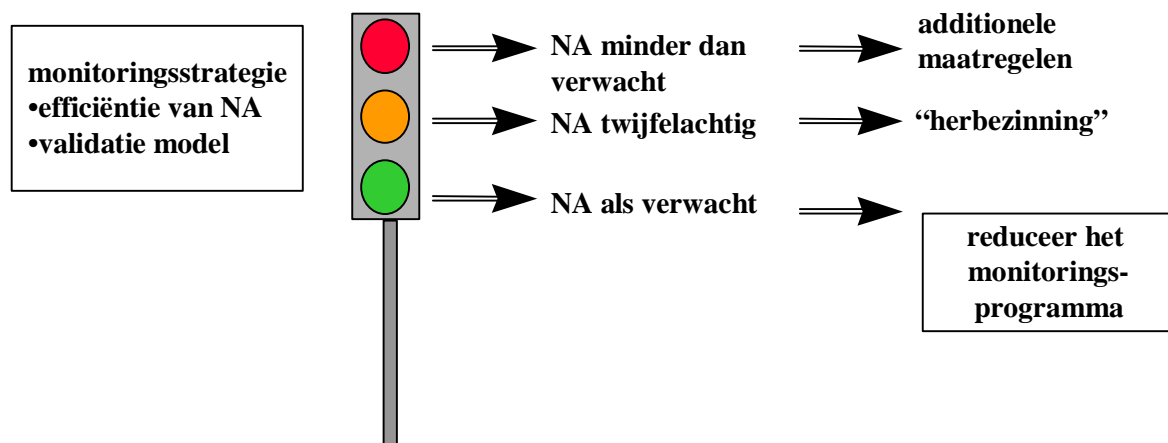 monitoringsstrategie
•efficiëntie van NA
•validatie model
NA minder dan
verwacht
additionele
maatregelen
NA twijfelachtig
“herbezinning”
NA als verwacht
reduceer het
monitorings-
programma